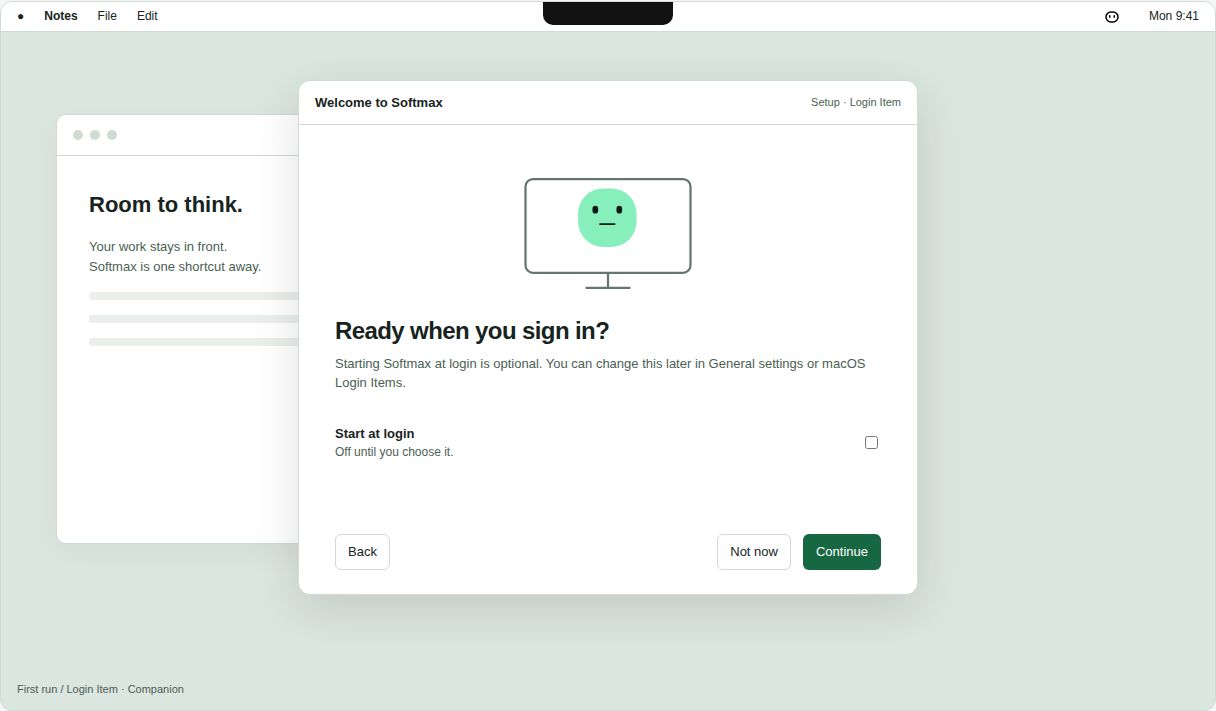 Notes File Edit
Mon 9:41
Welcome to Softmax
Setup · Login Item
Room to think.
Your work stays in front.
Softmax is one shortcut away.
Ready when you sign in?
Starting Softmax at login is optional. You can change this later in General settings or macOS
Login Items.
Start at login
Off until you choose it.
Back
Not now
Continue
First run / Login Item · Companion